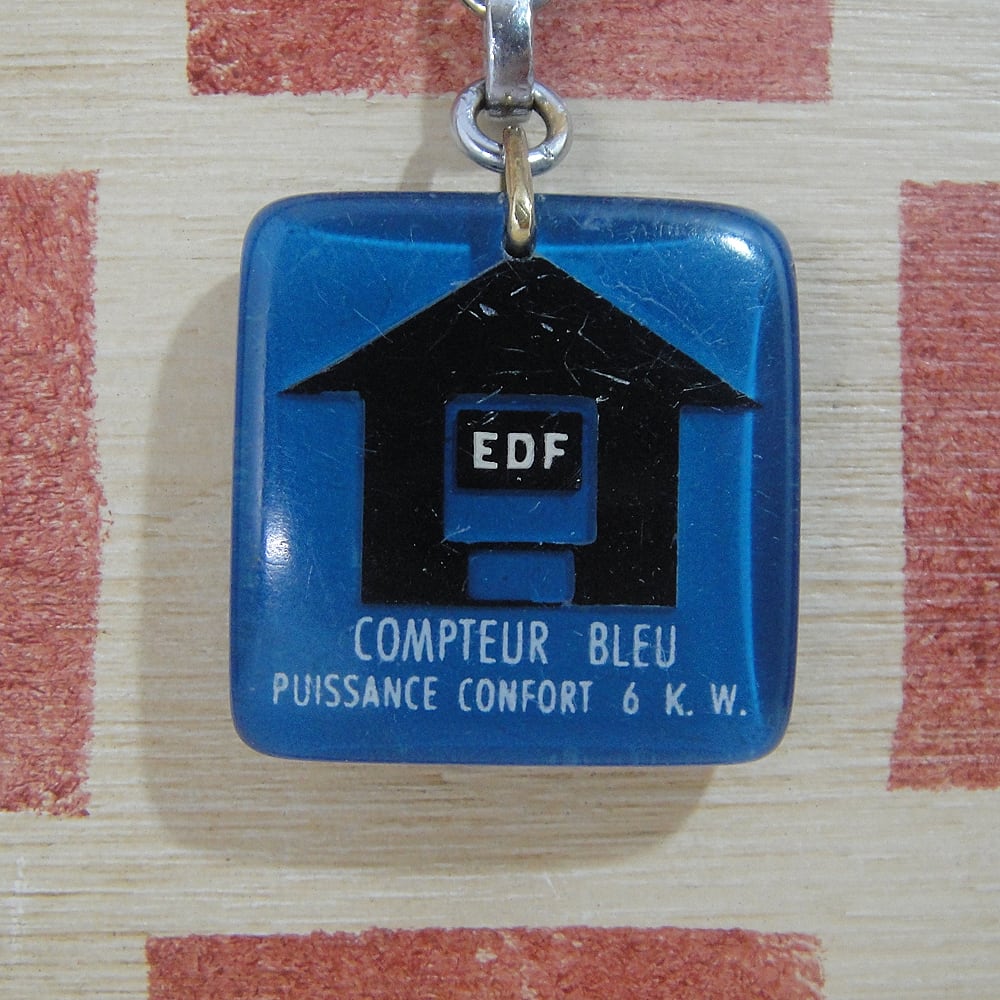 EDF
COMPTEUR BLEU
PUISSANCE CONFORT 6 K. W.